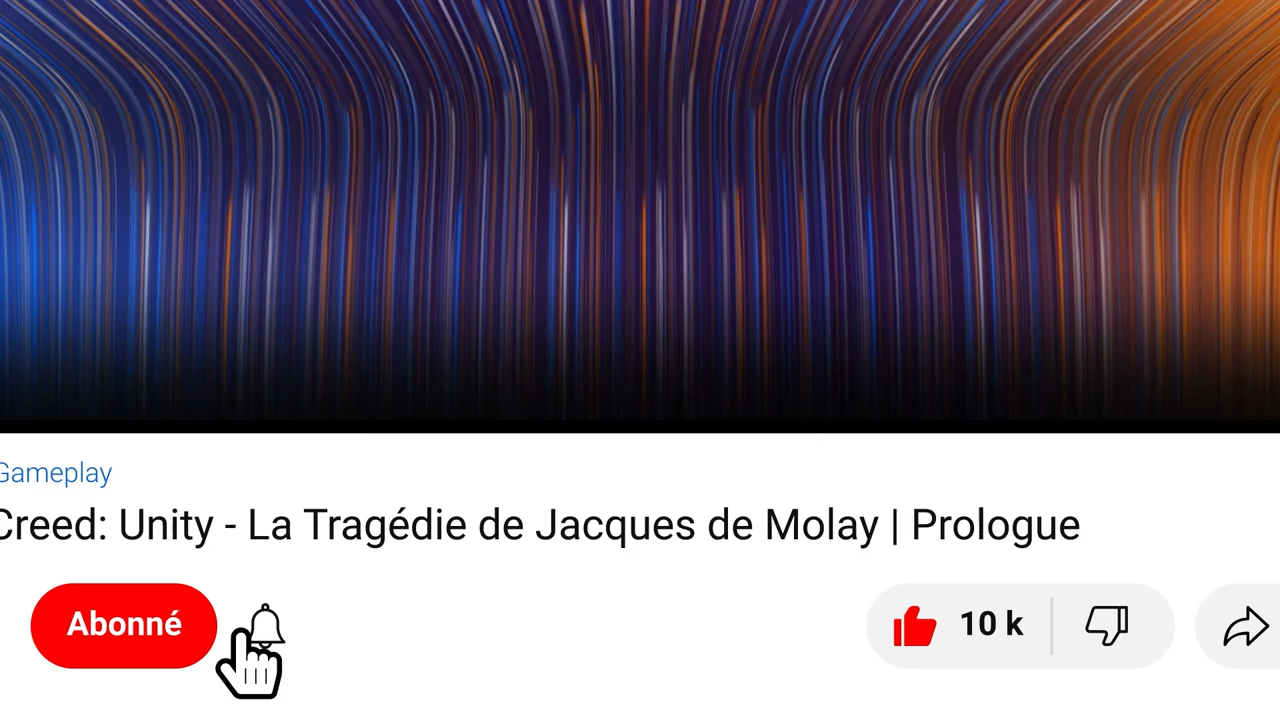 Gameplay
Creed: Unity - La Tragédie de Jacques de Molay | Prologue
Abonné
10 k